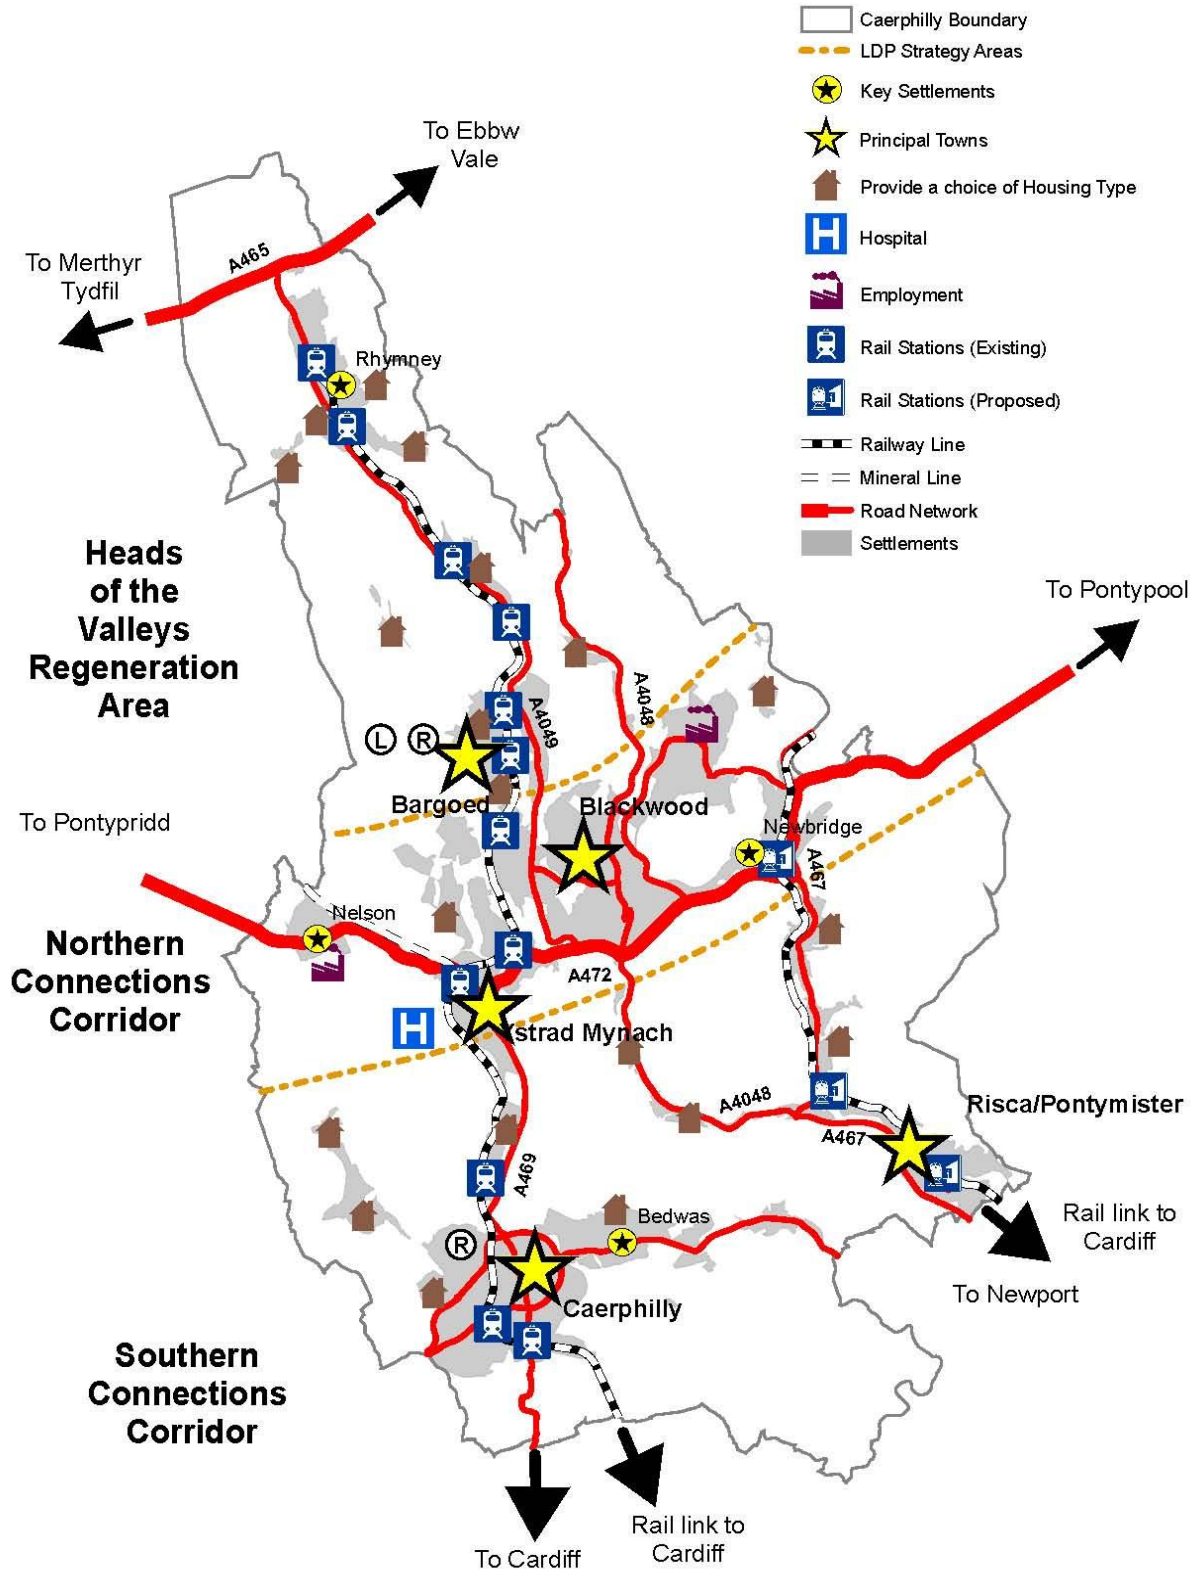 Caerphilly Boundary
LDP Strategy Areas
Key Settlements
Principal Towns
Provide a choice of Housing Type
H
Hospital
Employment
Rail Stations (Existing)
Rail Stations (Proposed)
Railway Line
Mineral Line
Road Network
Settlements
To Ebbw
Vale
A465
To Merthyr
Tydfil
Rhymney
Heads
of the
Valleys
Regeneration
Area
To Pontypool
A4048
A4049
L
R
Bargoed
Blackwood
To Pontypridd
Newbridge
A467
Nelson
Northern
Connections
Corridor
A472
H
Ystrad Mynach
A4048
Risca/Pontymister
A467
A469
R
Bedwas
Rail link to
Cardiff
To Newport
Caerphilly
Southern
Connections
Corridor
Rail link to
Cardiff
To Cardiff